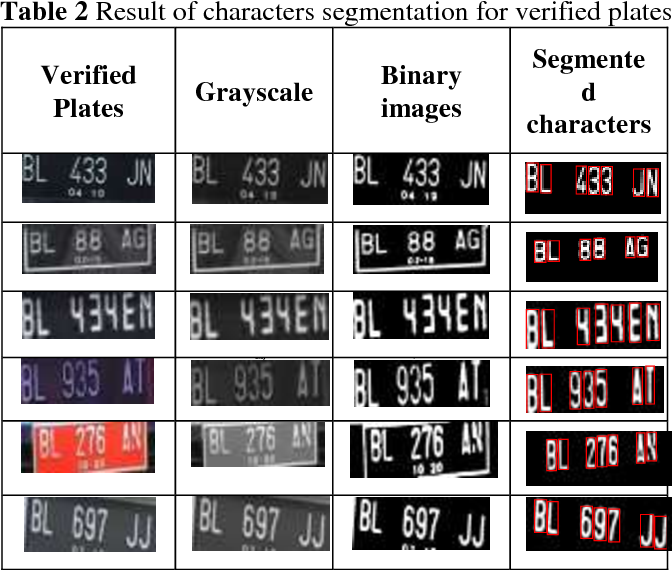 Table 2 Result of characters segmentation for verified plates
Verified Plates
Grayscale
Binary images
Segmente
d
characters
BL 433 JN
04 10
BL 433 JN
04 10
BL 433 JN
04 10
BL 433 JN
BL 88 AG
BL 88 AG
BL 88 AG
BL 88 AG
BL 434EN
BL 434EN
BL 434EN
BL 434EN
BL 935 AT
BL 935 AT
BL 935 AT
BL 935 AT
BL 276 AN
BL 276 AN
BL 276 AN
10 20
BL 276 AN
BL 697 JJ
BL 697 JJ
BL 697 JJ
BL 697 JJ